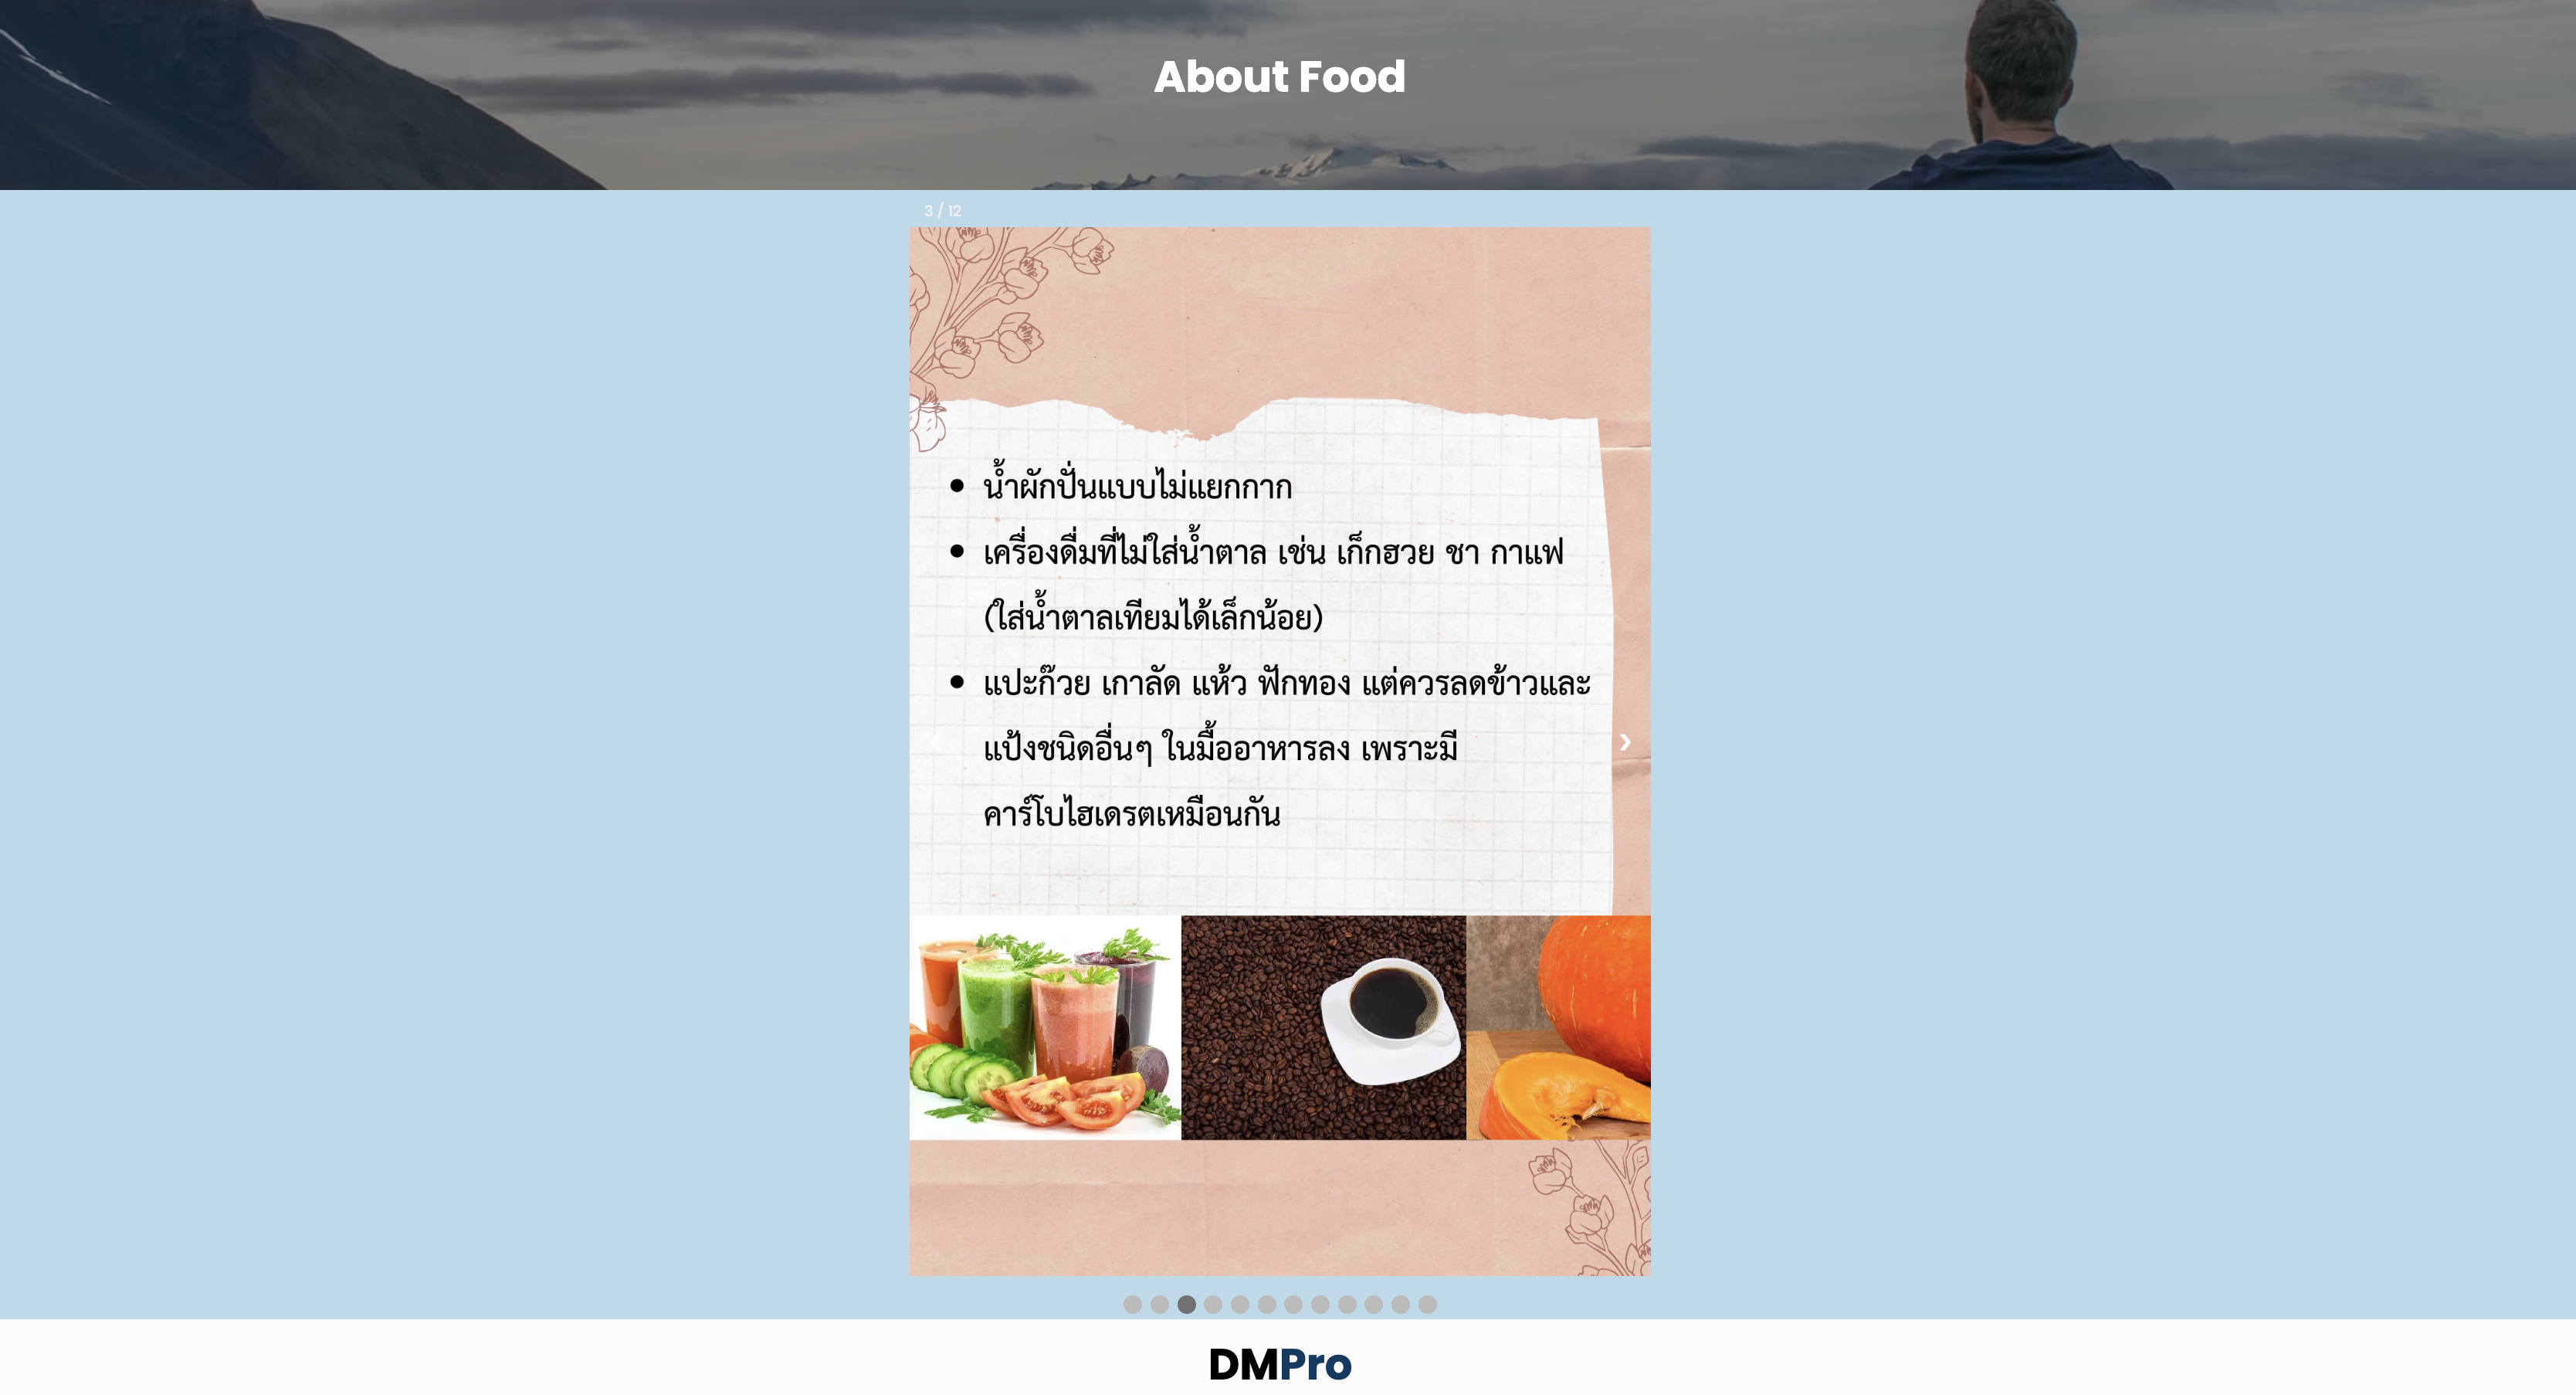 About Food
3 / 12
• น้ำผักปั่นแบบไม่แยกกาก
• เครื่องดื่มที่ไม่ใส่น้ำตาล เช่น เก็กฮวย ชา กาแฟ
(ใส่น้ำตาลเทียมได้เล็กน้อย)
• แปะก๊วย เกาลัด แห้ว ฟักทอง แต่ควรลดข้าวและ
แป้งชนิดอื่นๆ ในมื้ออาหารลง เพราะมี
คาร์โบไฮเดรตเหมือนกัน
DMPro